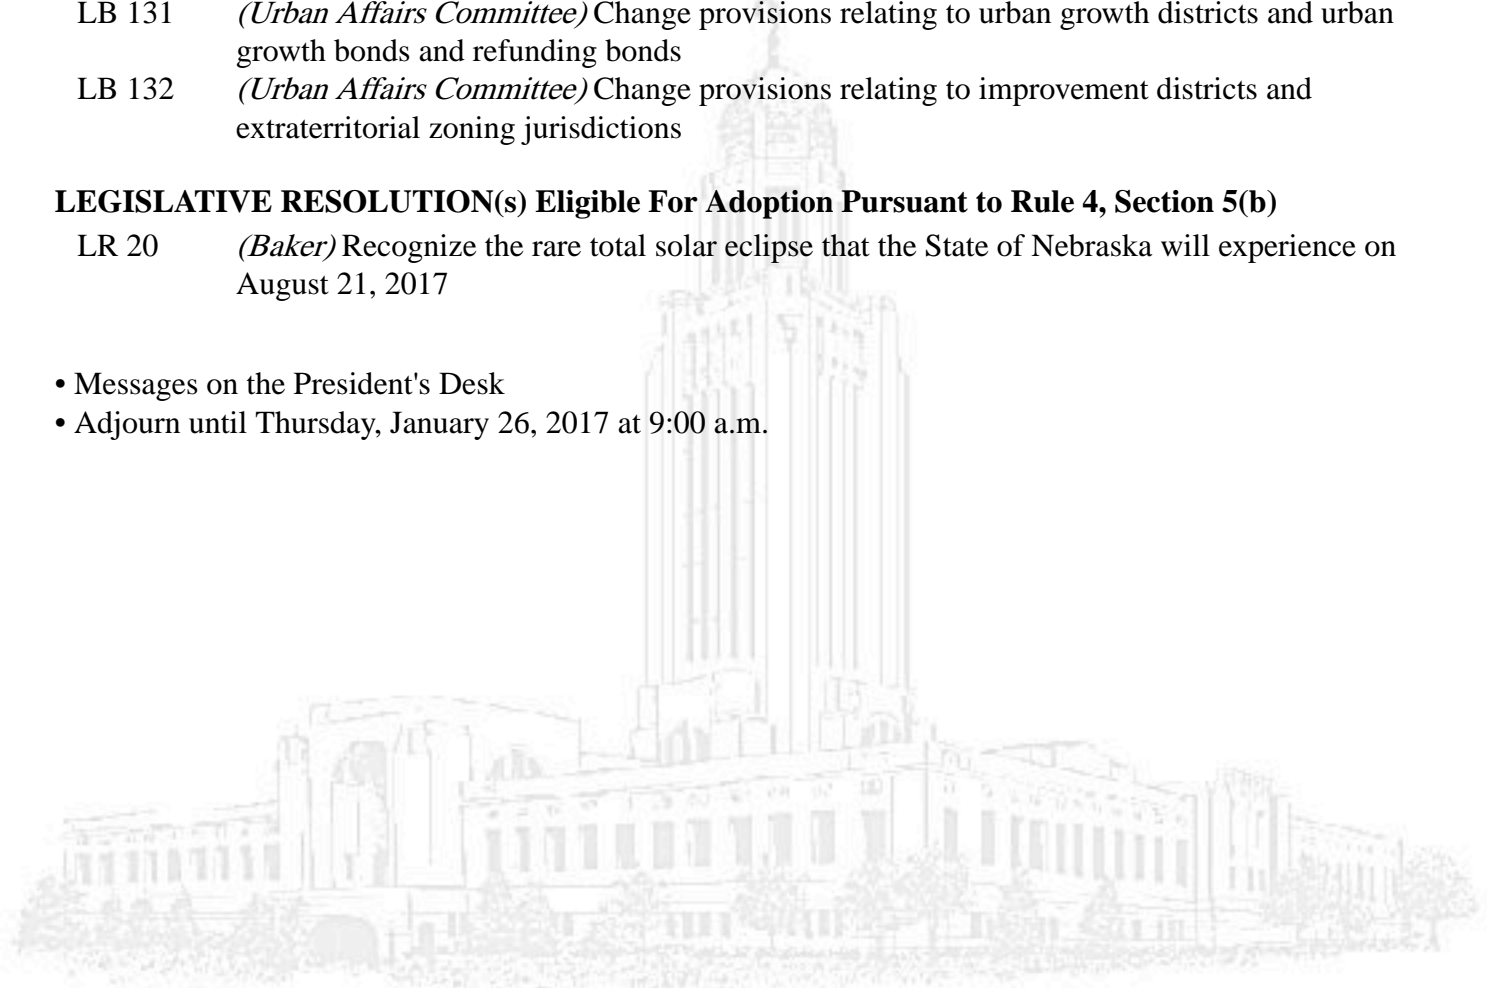 LB 131 (Urban Affairs Committee) Change provisions relating to urban growth districts and urban
growth bonds and refunding bonds
LB 132 (Urban Affairs Committee) Change provisions relating to improvement districts and
extraterritorial zoning jurisdictions
LEGISLATIVE RESOLUTION(s) Eligible For Adoption Pursuant to Rule 4, Section 5(b)
LR 20 (Baker) Recognize the rare total solar eclipse that the State of Nebraska will experience on
August 21, 2017
• Messages on the President's Desk
• Adjourn until Thursday, January 26, 2017 at 9:00 a.m.